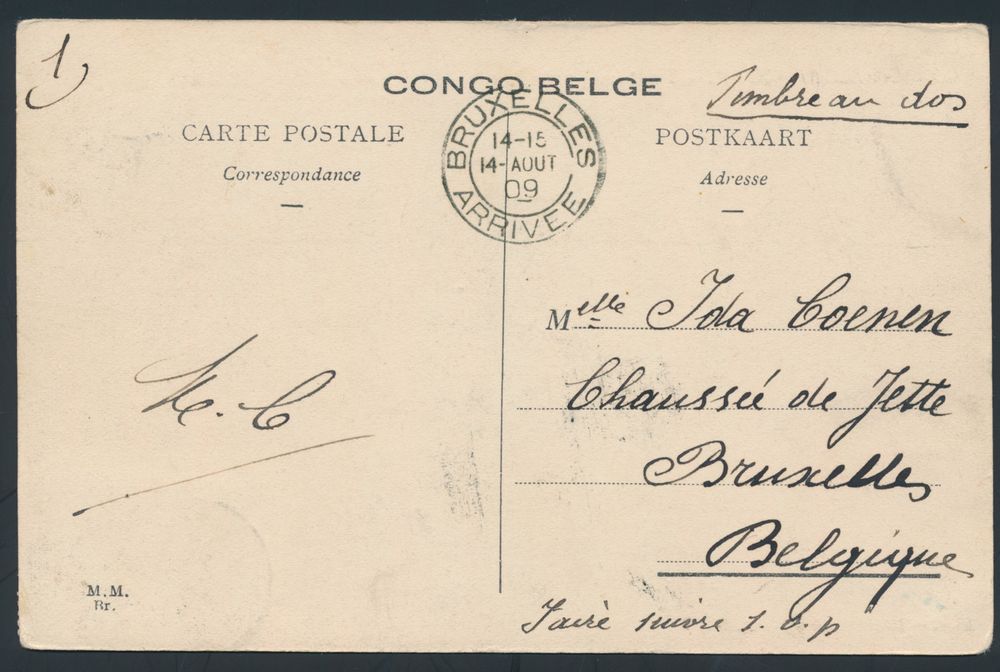 1
CONGO BELGE
Timbre au dos
CARTE POSTALE
POSTKAART
Correspondance
Adresse
BRUXELLES
14-15
14-AOUT
09
ARRIVEE
Melle Ida Coenen
Chaussée de Jette
Bruxelles
Belgique
M. C
M.M.
Br.
Faire suivre s.v.p